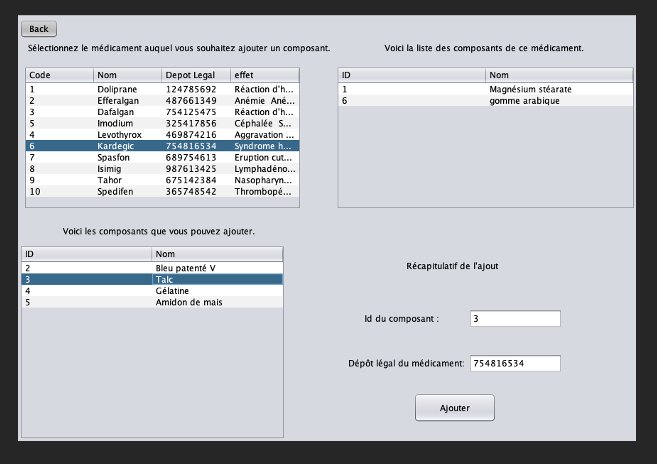 Back
Sélectionnez le médicament auquel vous souhaitez ajouter un composant.
Voici la liste des composants de ce médicament.
Code Nom Depot Legal effet
1 Doliprane 124785692 Réaction d'h...
2 Efferalgan 487661349 Anémie Ané...
3 Dafalgan 754125475 Réaction d'h...
5 Imodium 325417856 Céphalée S...
4 Levothyrox 469874216 Aggravation ...
6 Kardegic 754816534 Syndrome h...
7 Spasfon 689754613 Eruption cut...
8 Isimig 987613425 Lymphadéno...
9 Tahor 675142384 Nasopharyn...
10 Spedifen 365748542 Thrombopé...
ID Nom
1 Magnésium stéarate
6 gomme arabique
Voici les composants que vous pouvez ajouter.
ID Nom
2 Bleu patenté V
3 Talc
4 Gélatine
5 Amidon de mais
Récapitulatif de l'ajout
Id du composant : 3
Dépôt légal du médicament: 754816534
Ajouter